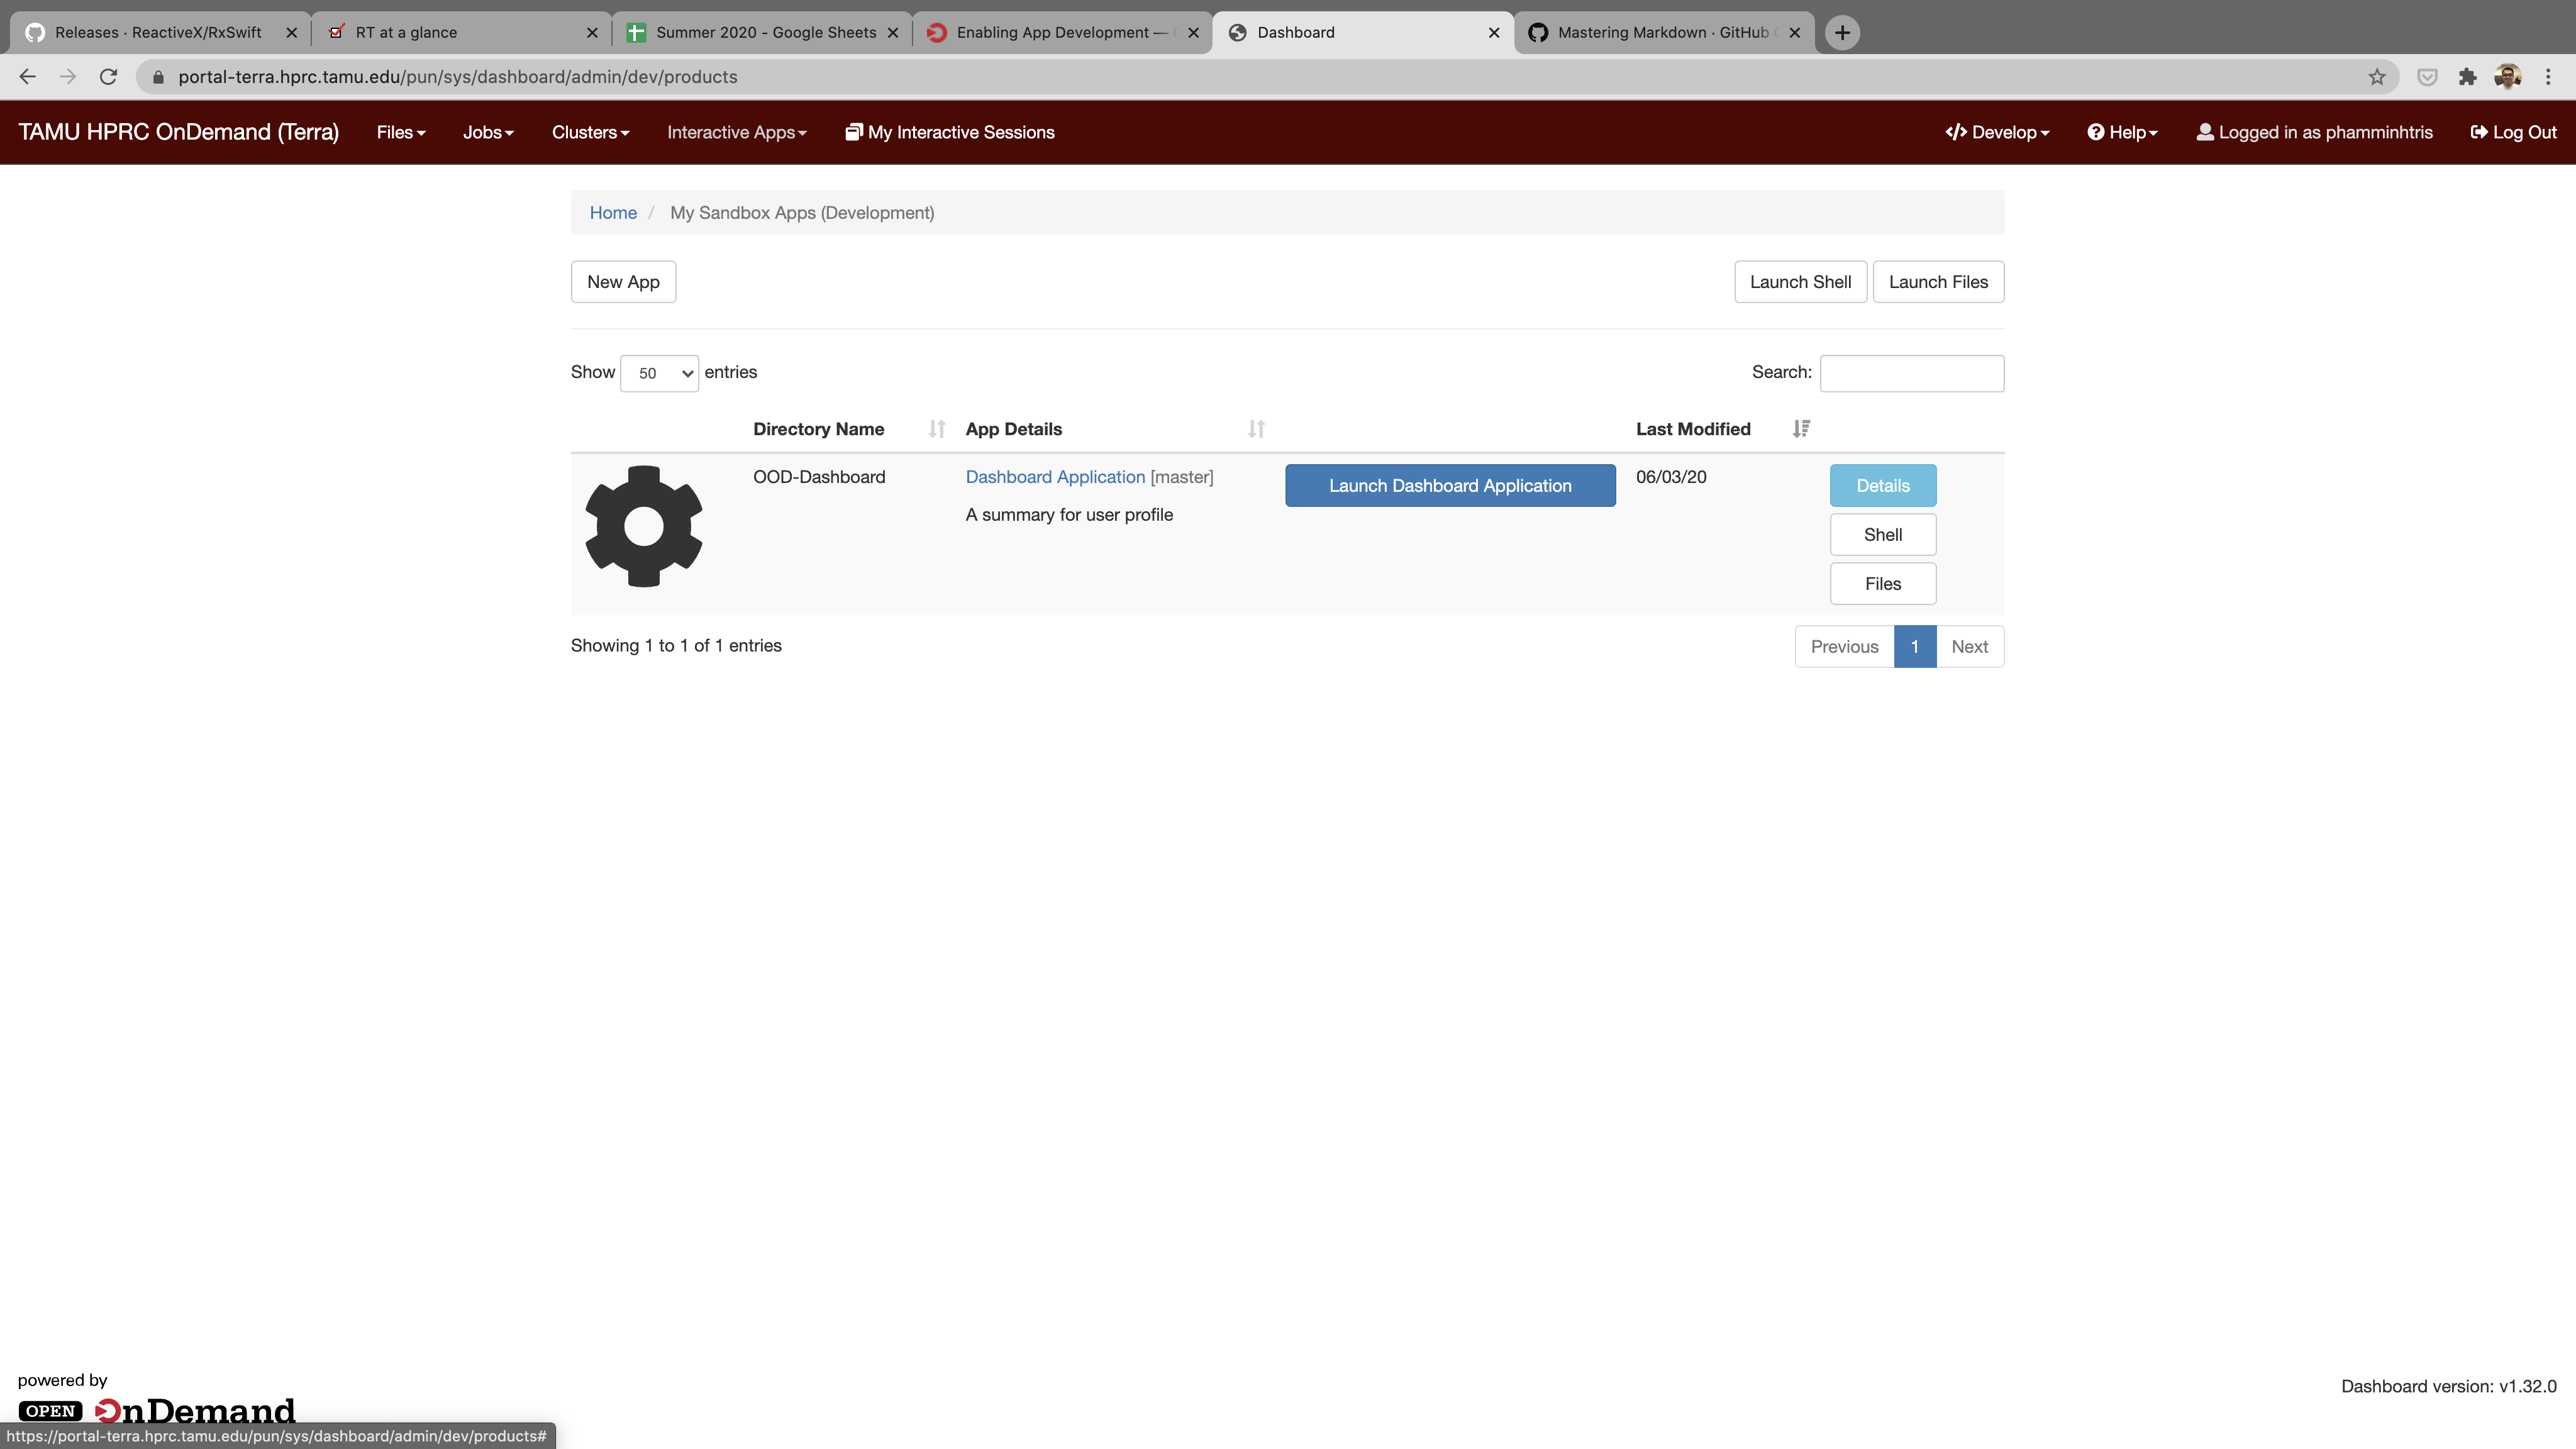 Releases · ReactiveX/RxSwift
RT at a glance
Summer 2020 - Google Sheets
Enabling App Development —
Dashboard
Mastering Markdown · GitHub
portal-terra.hprc.tamu.edu/pun/sys/dashboard/admin/dev/products
TAMU HPRC OnDemand (Terra) Files Jobs Clusters Interactive Apps My Interactive Sessions Develop Help Logged in as phamminhtris Log Out
Home / My Sandbox Apps (Development)
New App Launch Shell Launch Files
Show 50 entries Search:
Directory Name App Details Last Modified
OOD-Dashboard Dashboard Application [master] Launch Dashboard Application 06/03/20 Details
A summary for user profile
Shell
Files
Showing 1 to 1 of 1 entries Previous 1 Next
powered by
OPEN OnDemand
Dashboard version: v1.32.0
https://portal-terra.hprc.tamu.edu/pun/sys/dashboard/admin/dev/products#